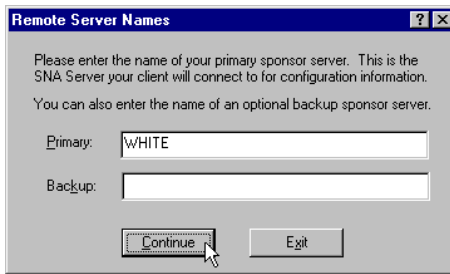 Remote Server Names
Please enter the name of your primary sponsor server. This is the
SNA Server your client will connect to for configuration information.
You can also enter the name of an optional backup sponsor server.
Primary: WHITE
Backup:
Continue Exit